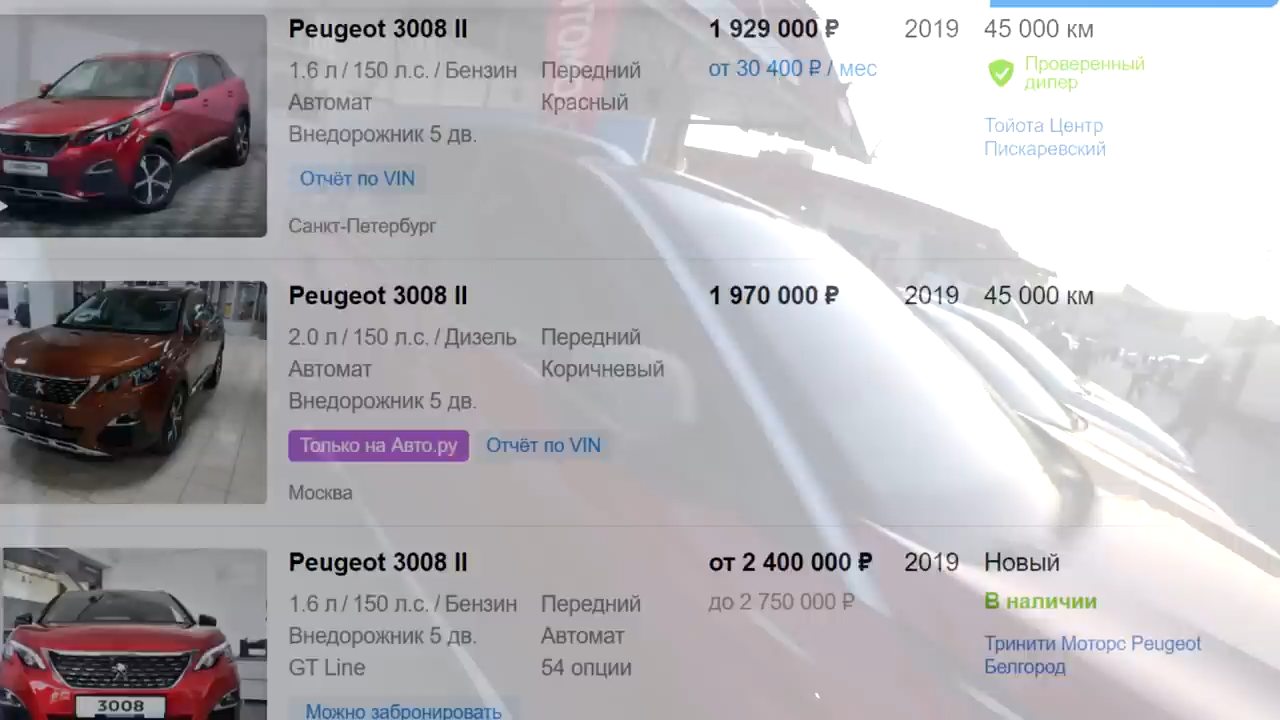 Peugeot 3008 II
1 929 000 ₽
2019
45 000 км
1.6 л / 150 л.с. / Бензин
Передний
от 30 400 ₽ / мес
Проверенный
дилер
Автомат
Красный
Внедорожник 5 дв.
Тойота Центр
Пискаревский
Отчёт по VIN
Санкт-Петербург
Peugeot 3008 II
1 970 000 ₽
2019
45 000 км
2.0 л / 150 л.с. / Дизель
Передний
Автомат
Коричневый
Внедорожник 5 дв.
Только на Авто.ру
Отчёт по VIN
Москва
Peugeot 3008 II
от 2 400 000 ₽
2019
Новый
1.6 л / 150 л.с. / Бензин
Передний
до 2 750 000 ₽
В наличии
Внедорожник 5 дв.
Автомат
Тринити Моторс Peugeot
Белгород
GT Line
54 опции
3008
Можно забронировать